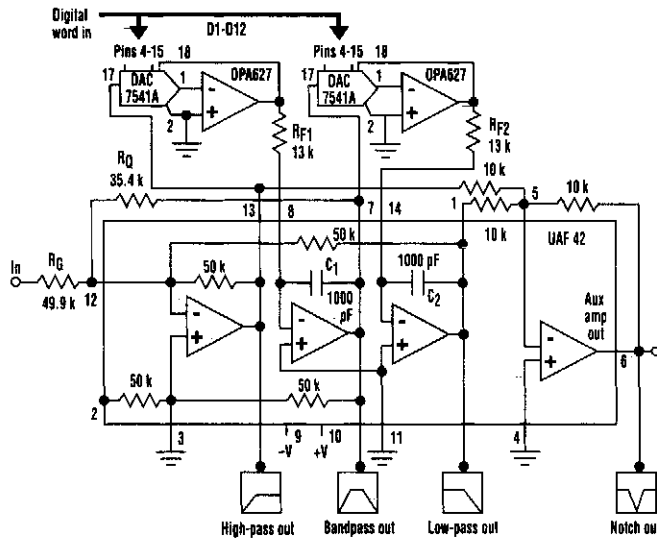 Digital
word in
D1-D12
Pins 4-15
18
Pins 4-15
18
17
DAC
7541A
1
2
OPA627
17
DAC
7541A
1
2
OPA627
RF1
13 k
RF2
13 k
RQ
35.4 k
10 k
13
8
7
14
1
5
10 k
10 k
UAF 42
50 k
In
RG
49.9 k
12
50 k
C1
1000
pF
1000 pF
C2
Aux
amp
out
6
50 k
50 k
2
3
9
-V
10
+V
11
4
High-pass out
Bandpass out
Low-pass out
Notch ou